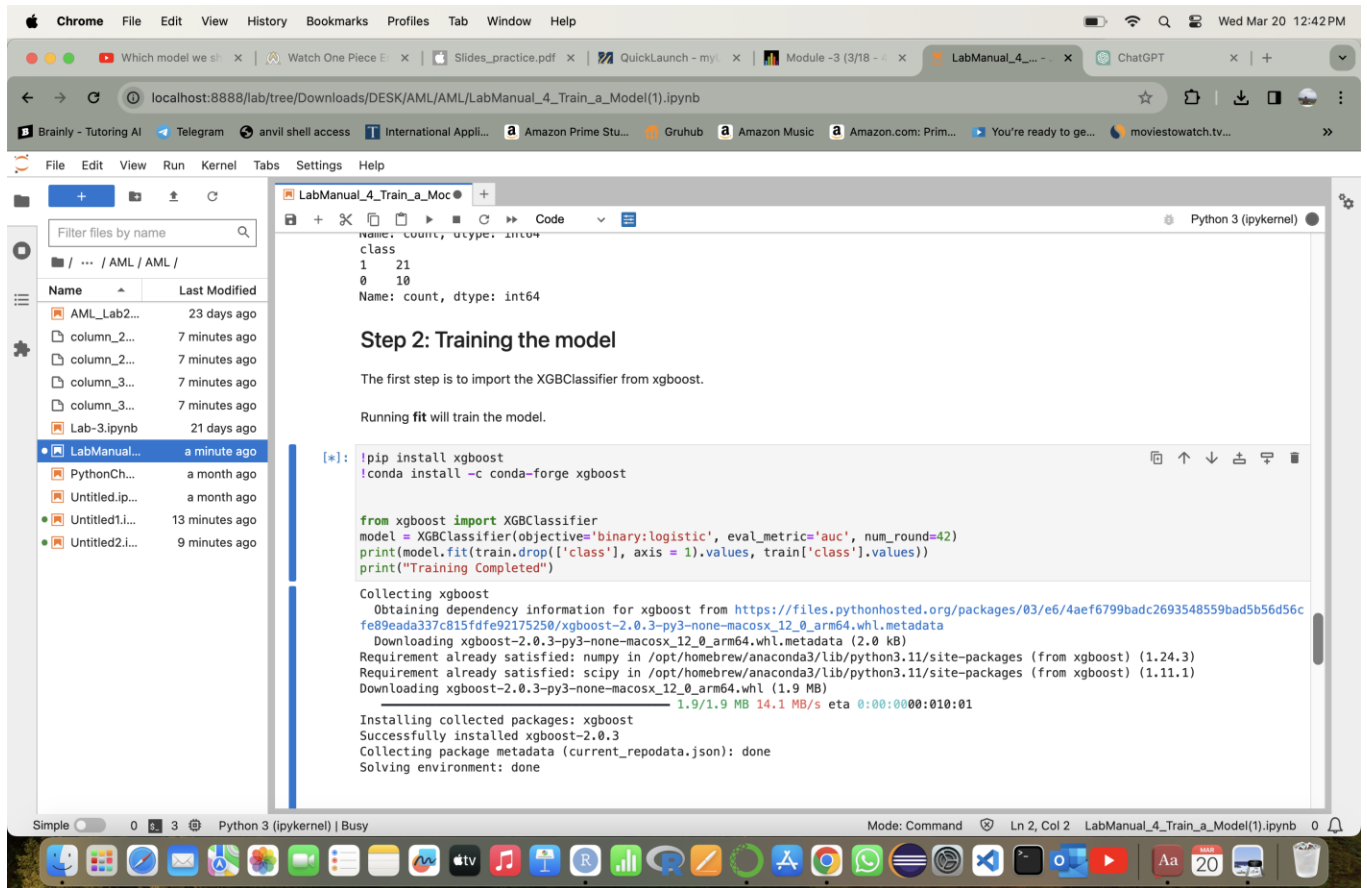 Chrome File Edit View History Bookmarks Profiles Tab Window Help
Wed Mar 20 12:42 PM
Which model we sh
Watch One Piece E
Slides_practice.pdf
QuickLaunch - my
Module -3 (3/18 - 4
LabManual_4_... -
ChatGPT
localhost:8888/lab/tree/Downloads/DESK/AML/AML/LabManual_4_Train_a_Model(1).ipynb
Brainly - Tutoring AI
Telegram
anvil shell access
International Appli...
Amazon Prime Stu...
Gruhub
Amazon Music
Amazon.com: Prim...
You're ready to ge...
moviestowatch.tv...
File Edit View Run Kernel Tabs Settings Help
LabManual_4_Train_a_Moc
Filter files by name
Code
Python 3 (ipykernel)
/ ... / AML / AML /
Name Last Modified
AML_Lab2... 23 days ago
column_2... 7 minutes ago
column_2... 7 minutes ago
column_3... 7 minutes ago
column_3... 7 minutes ago
Lab-3.ipynb 21 days ago
LabManual... a minute ago
PythonCh... a month ago
Untitled.ip... a month ago
Untitled1.i... 13 minutes ago
Untitled2.i... 9 minutes ago
Name: count, dtype: int64
class
1 21
0 10
Name: count, dtype: int64
Step 2: Training the model
The first step is to import the XGBClassifier from xgboost.
Running fit will train the model.
[*]: !pip install xgboost
!conda install -c conda-forge xgboost
from xgboost import XGBClassifier
model = XGBClassifier(objective='binary:logistic', eval_metric='auc', num_round=42)
print(model.fit(train.drop(['class'], axis = 1).values, train['class'].values))
print("Training Completed")
Collecting xgboost
Obtaining dependency information for xgboost from https://files.pythonhosted.org/packages/03/e6/4aef6799badc2693548559bad5b56d56c
fe89eada337c815fdfe92175250/xgboost-2.0.3-py3-none-macosx_12_0_arm64.whl.metadata
Downloading xgboost-2.0.3-py3-none-macosx_12_0_arm64.whl.metadata (2.0 kB)
Requirement already satisfied: numpy in /opt/homebrew/anaconda3/lib/python3.11/site-packages (from xgboost) (1.24.3)
Requirement already satisfied: scipy in /opt/homebrew/anaconda3/lib/python3.11/site-packages (from xgboost) (1.11.1)
Downloading xgboost-2.0.3-py3-none-macosx_12_0_arm64.whl (1.9 MB)
1.9/1.9 MB 14.1 MB/s eta 0:00:0000:010:01
Installing collected packages: xgboost
Successfully installed xgboost-2.0.3
Collecting package metadata (current_repodata.json): done
Solving environment: done
Simple 0 3 Python 3 (ipykernel) | Busy
Mode: Command Ln 2, Col 2 LabManual_4_Train_a_Model(1).ipynb 0
tv
R
Aa
MAR
20